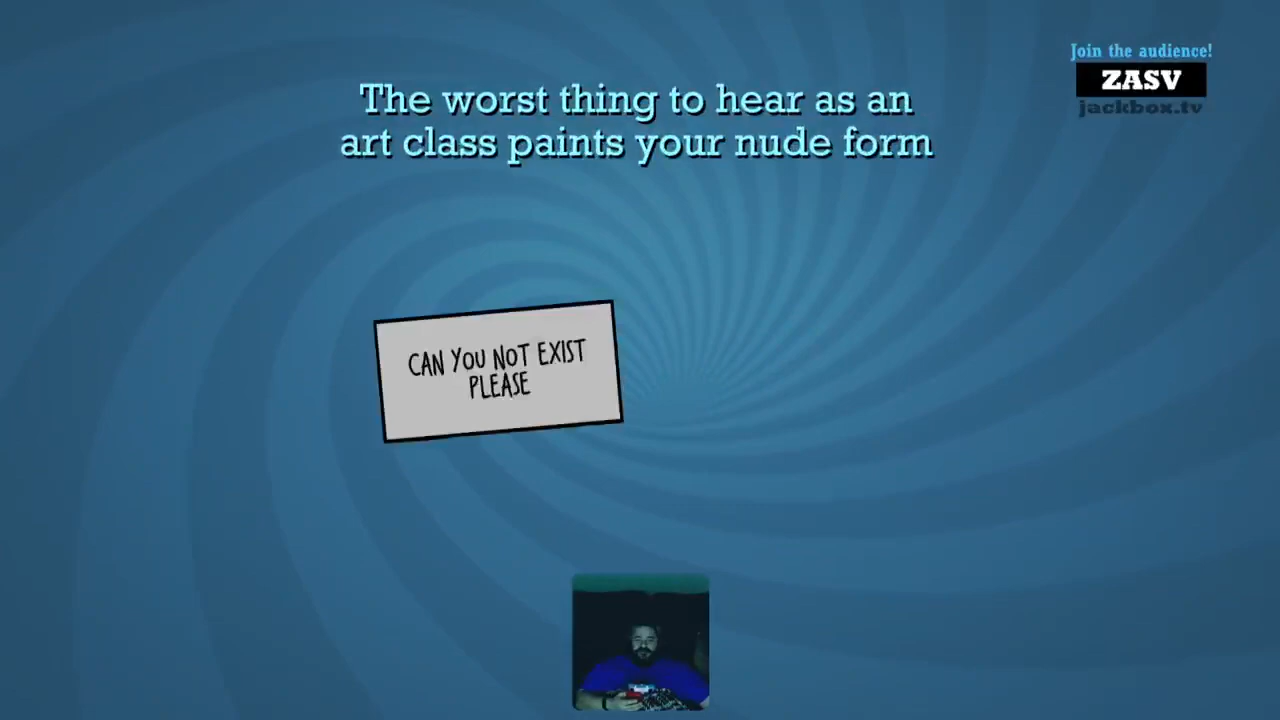 Join the audience!
ZASV
jackbox.tv
The worst thing to hear as an
art class paints your nude form
CAN YOU NOT EXIST
PLEASE